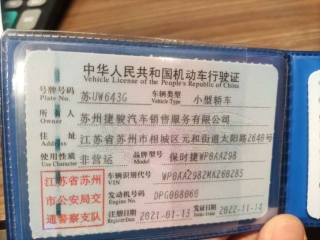 中华人民共和国机动车行驶证
Vehicle License of the People's Republic of China
号牌号码 苏UW643G 车辆类型 小型轿车
Plate No. Vehicle Type
所有人 苏州捷骏汽车销售服务有限公司
Owner
住址 江苏省苏州市相城区元和街道太阳路2648号
Address
使用性质 非营运 品牌型号 保时捷WP0AA298
Use Character Model
江苏省苏州市公安局交通警察支队
车辆识别代号
VIN
发动机号码
Engine No.
注册日期 2021-01-13 发证日期 2022-11-14
Register Date Issue Date